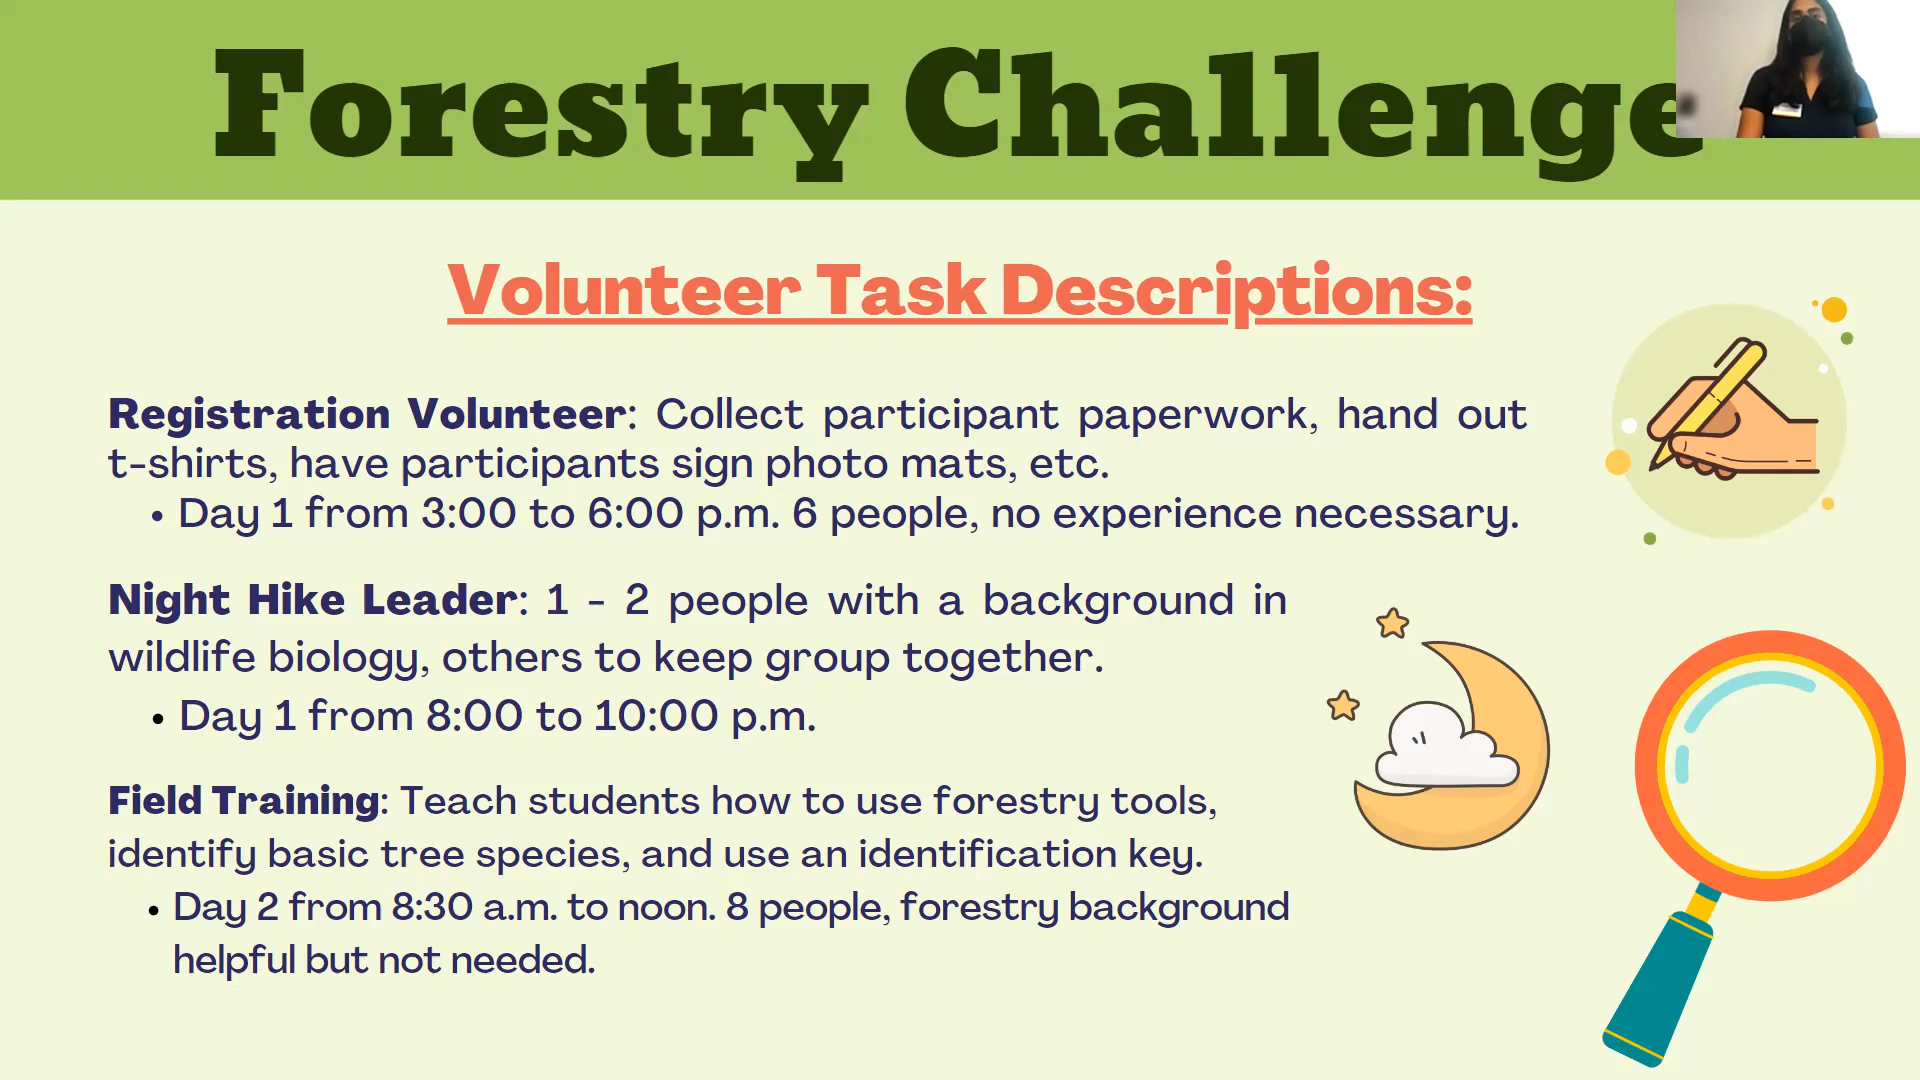 Forestry Challenge
Volunteer Task Descriptions:
Registration Volunteer: Collect participant paperwork, hand out
t-shirts, have participants sign photo mats, etc.
• Day 1 from 3:00 to 6:00 p.m. 6 people, no experience necessary.
Night Hike Leader: 1 - 2 people with a background in
wildlife biology, others to keep group together.
• Day 1 from 8:00 to 10:00 p.m.
Field Training: Teach students how to use forestry tools,
identify basic tree species, and use an identification key.
• Day 2 from 8:30 a.m. to noon. 8 people, forestry background
helpful but not needed.